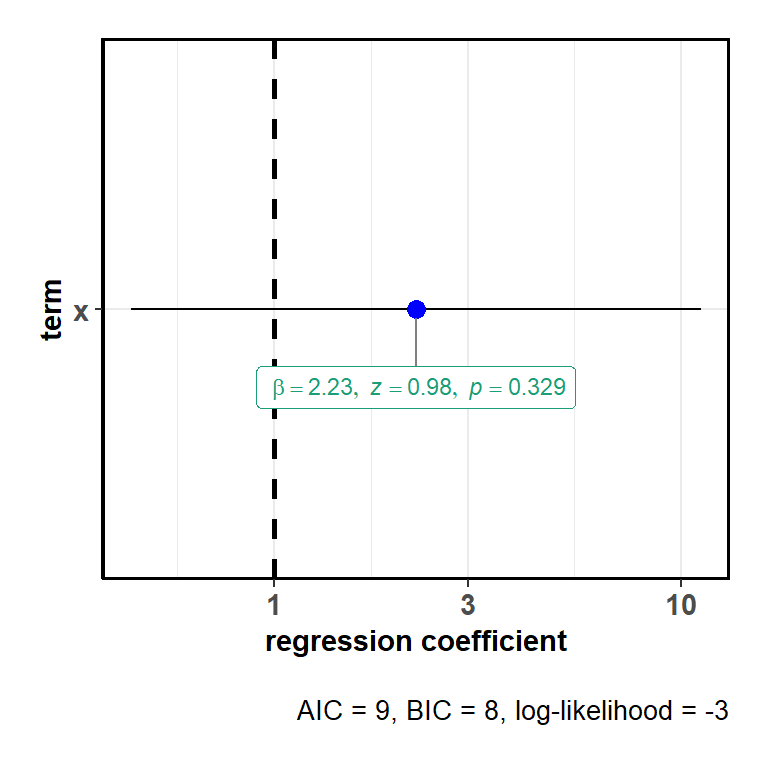 term
x
β = 2.23, z = 0.98, p = 0.329
1 3 10
regression coefficient
AIC = 9, BIC = 8, log-likelihood = -3